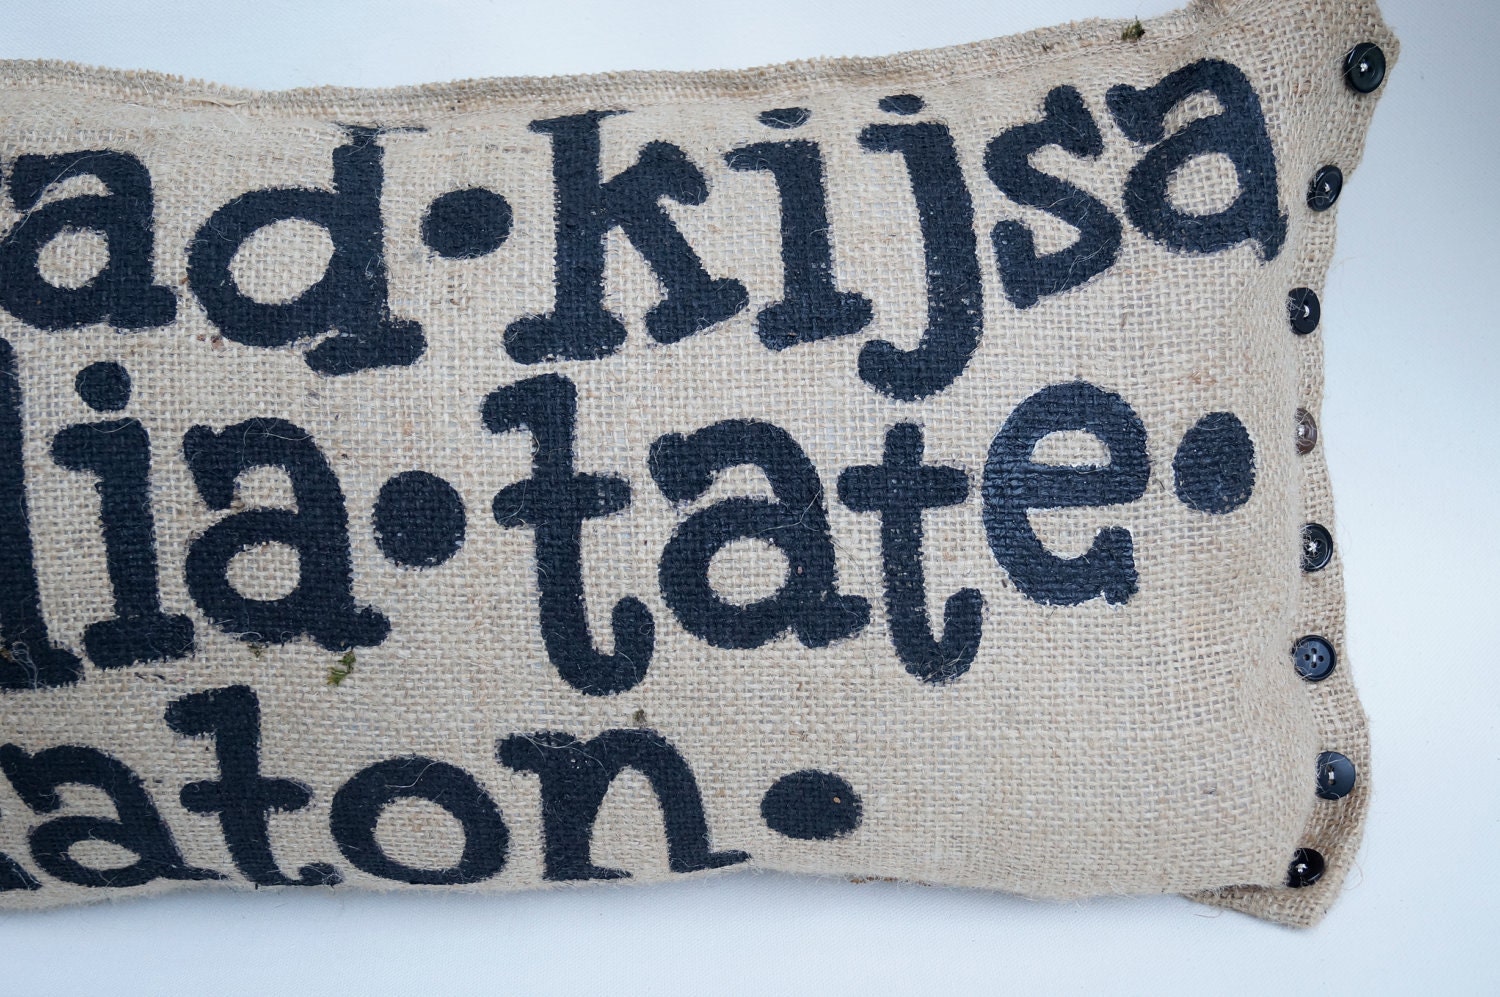 ad • kijsa
lia • tate •
aton •